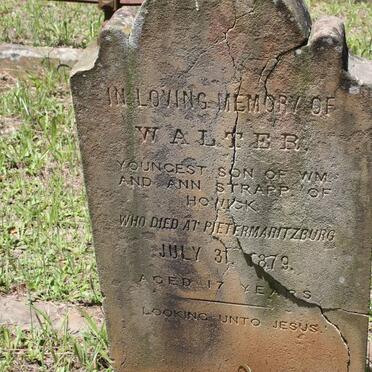 IN LOVING MEMORY OF
WALTER
YOUNGEST SON OF WM
AND ANN STRAPP OF
HOWICK
WHO DIED AT PIETERMARITZBURG
JULY 31, 1879.
AGED 17 YEARS
LOOKING UNTO JESUS